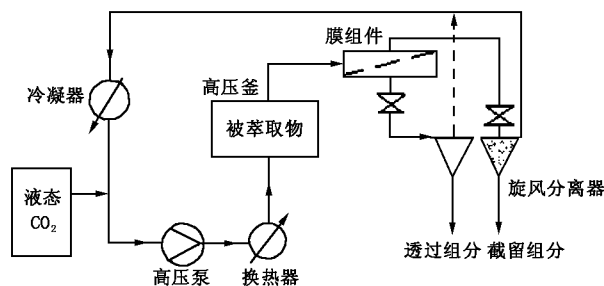 膜组件
冷凝器
高压釜
被萃取物
液态
CO₂
旋风分离器
透过组分 截留组分
高压泵
换热器